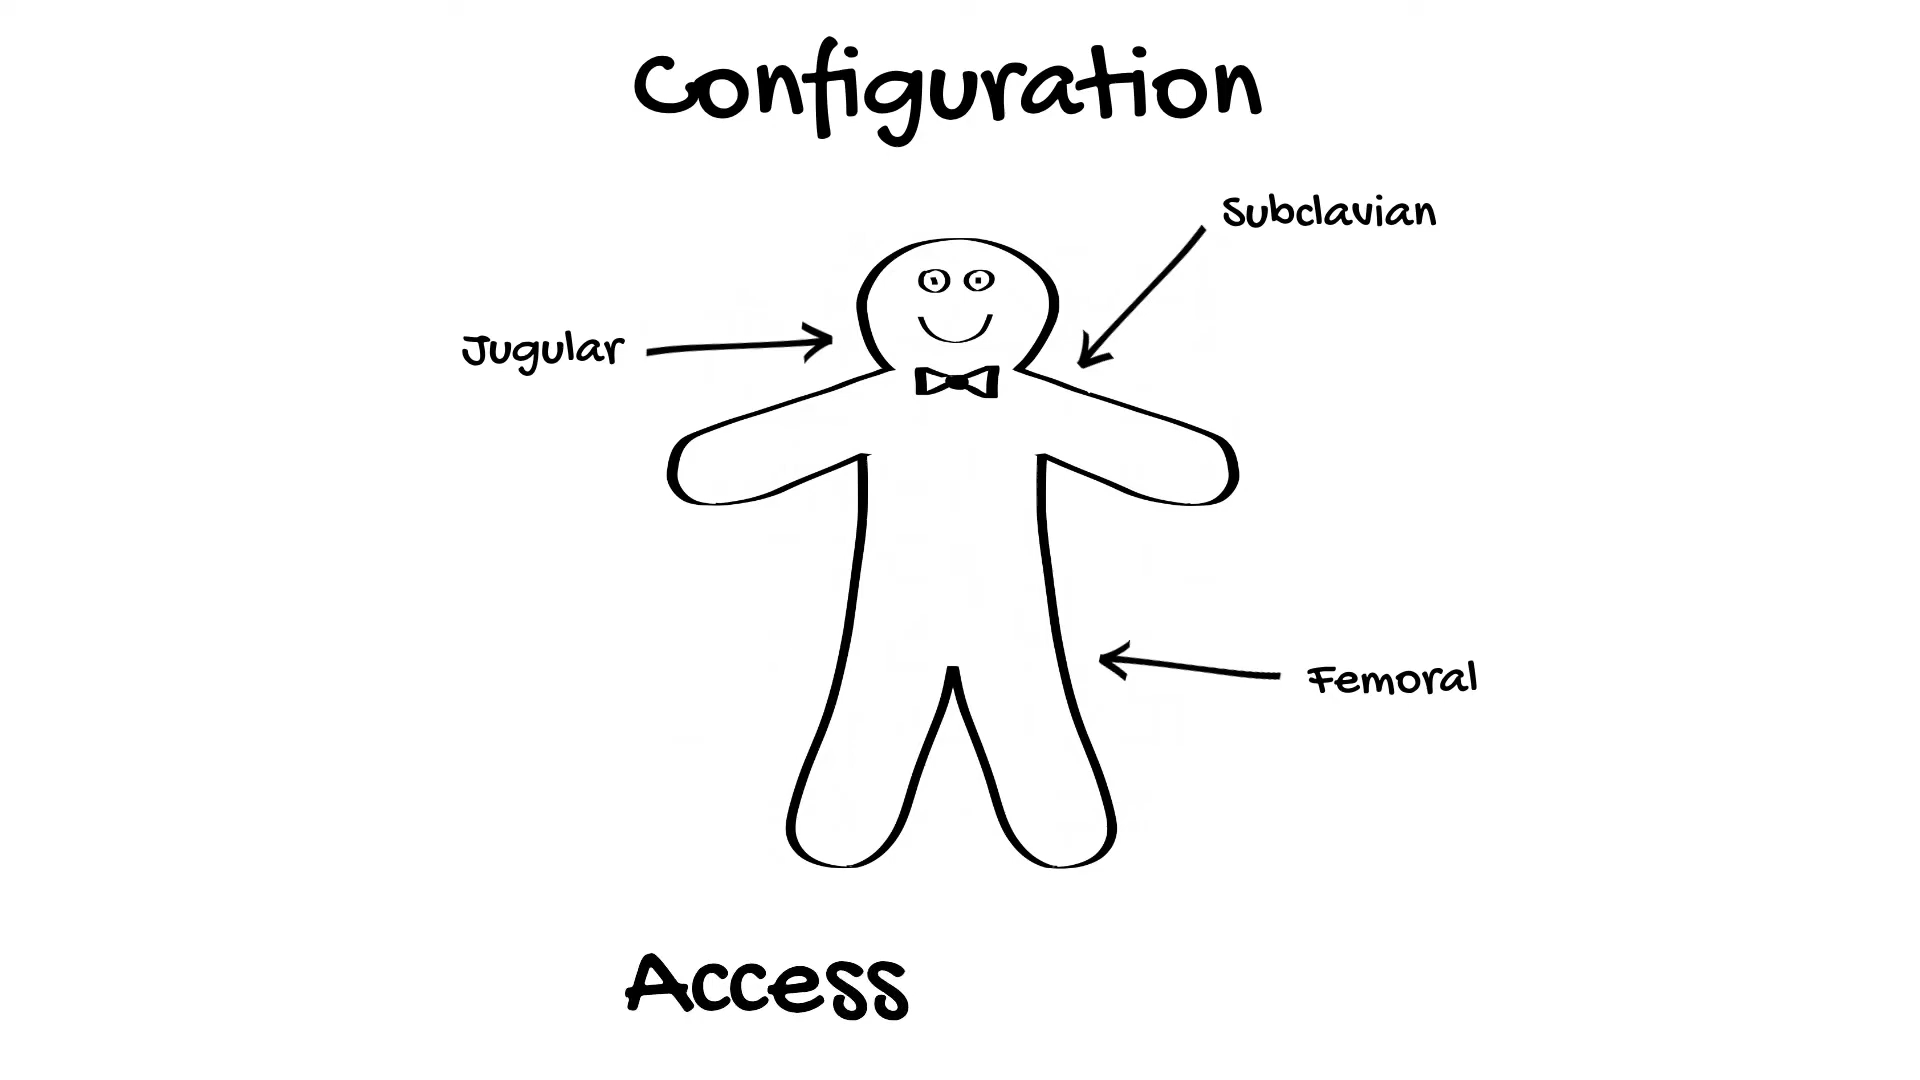 Configuration
Subclavian
Jugular
Femoral
Access